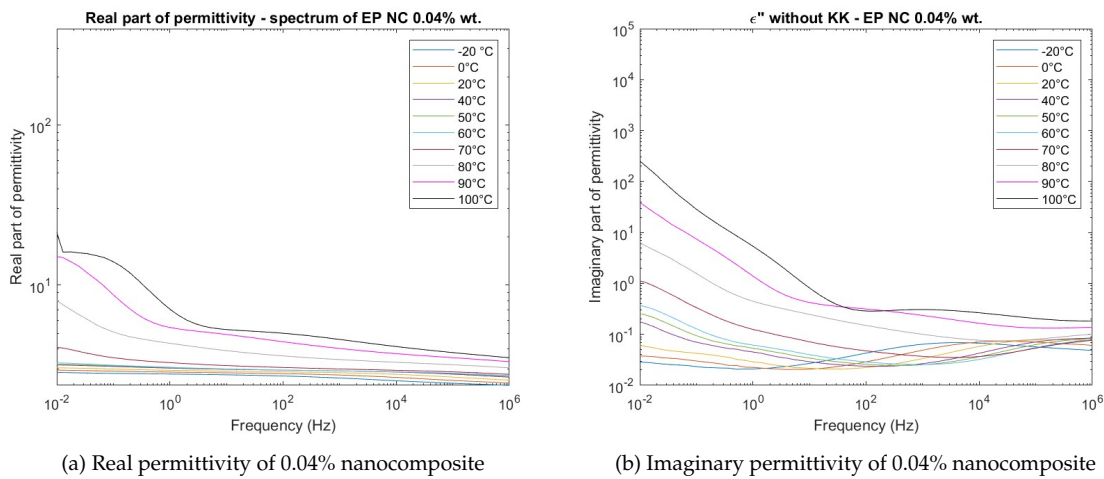 Real part of permittivity - spectrum of EP NC 0.04% wt.
Real part of permittivity
10^2
10^1
10^-2
10^0
10^2
10^4
10^6
Frequency (Hz)
-20 °C
0°C
20°C
40°C
50°C
60°C
70°C
80°C
90°C
100°C
(a) Real permittivity of 0.04% nanocomposite
ϵ" without KK - EP NC 0.04% wt.
Imaginary part of permittivity
10^5
10^4
10^3
10^2
10^1
10^0
10^-1
10^-2
10^-2
10^0
10^2
10^4
10^6
Frequency (Hz)
-20°C
0°C
20°C
40°C
50°C
60°C
70°C
80°C
90°C
100°C
(b) Imaginary permittivity of 0.04% nanocomposite